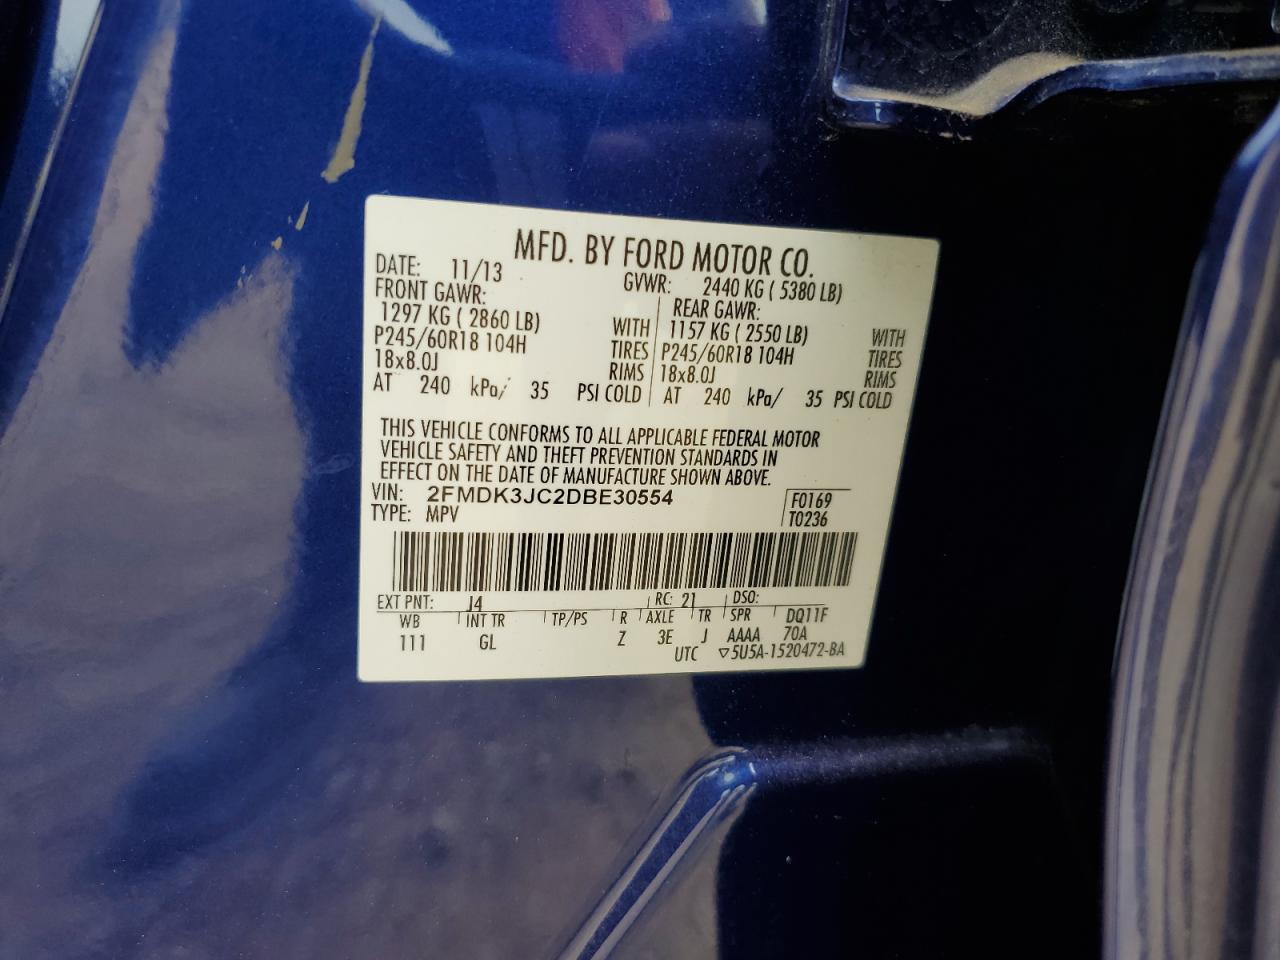 MFD. BY FORD MOTOR CO.
DATE: 11/13 GVWR: 2440 KG ( 5380 LB)
FRONT GAWR: REAR GAWR:
1297 KG ( 2860 LB) WITH 1157 KG ( 2550 LB) WITH
P245/60R18 104H TIRES P245/60R18 104H TIRES
18x8.0J RIMS 18x8.0J RIMS
AT 240 kPa/ 35 PSI COLD AT 240 kPa/ 35 PSI COLD
THIS VEHICLE CONFORMS TO ALL APPLICABLE FEDERAL MOTOR
VEHICLE SAFETY AND THEFT PREVENTION STANDARDS IN
EFFECT ON THE DATE OF MANUFACTURE SHOWN ABOVE.
VIN: 2FMDK3JC2DBE30554 F0169
TYPE: MPV T0236
EXT PNT: J4 RC: 21 DSO:
WB INT TR TP/PS R AXLE TR SPR DQ11F
111 GL Z 3E J AAAA 70A
UTC ▽5U5A-1520472-BA